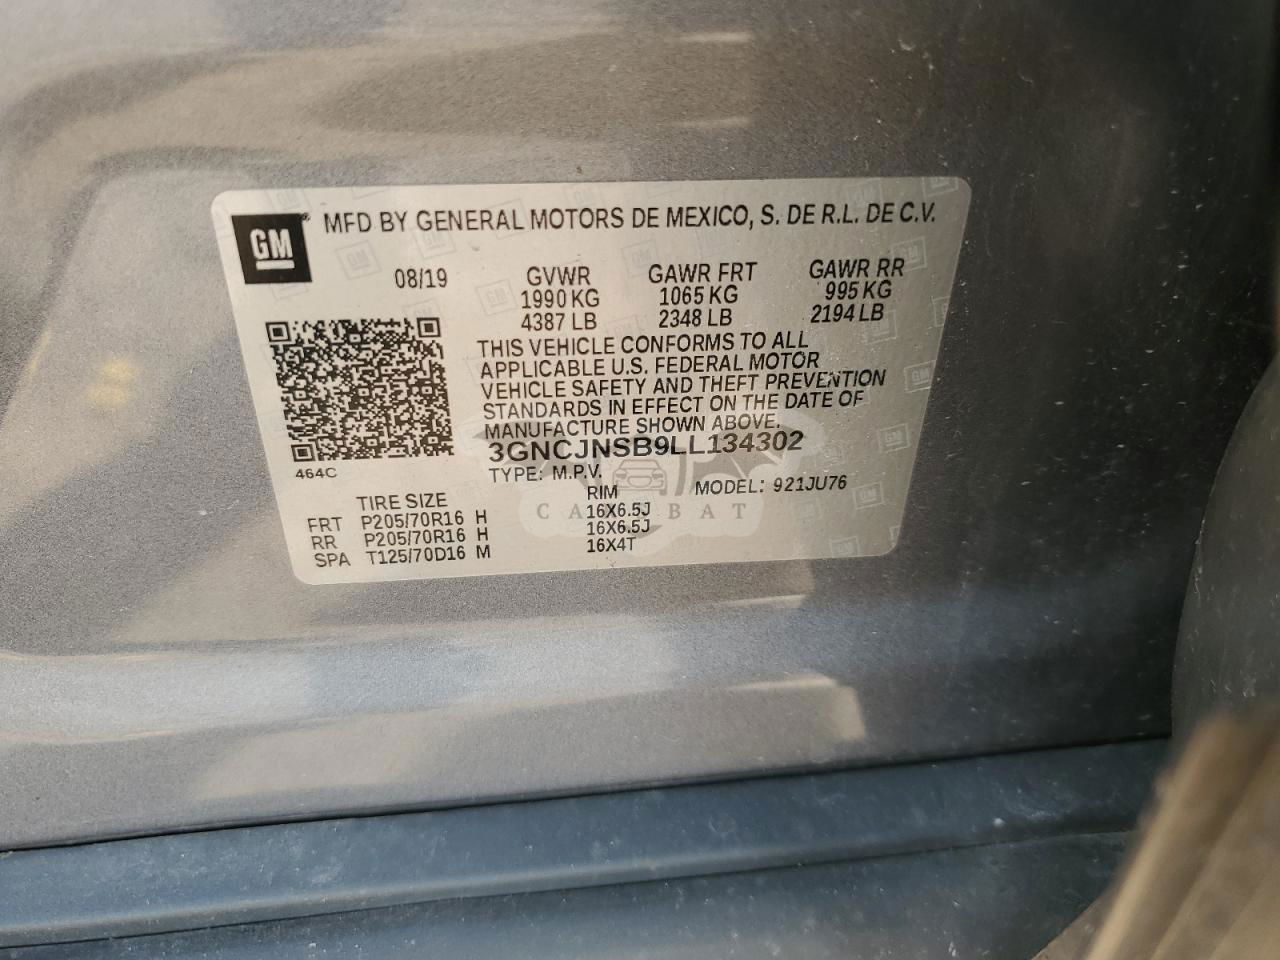 GM
MFD BY GENERAL MOTORS DE MEXICO, S. DE R.L. DE C.V.
08/19 GVWR GAWR FRT GAWR RR
1990 KG 1065 KG 995 KG
4387 LB 2348 LB 2194 LB
THIS VEHICLE CONFORMS TO ALL
APPLICABLE U.S. FEDERAL MOTOR
VEHICLE SAFETY AND THEFT PREVENTION
STANDARDS IN EFFECT ON THE DATE OF
MANUFACTURE SHOWN ABOVE.
3GNCJNSB9LL134302
464C
TYPE: M.P.V. MODEL: 921JU76
TIRE SIZE RIM
FRT P205/70R16 H 16X6.5J
RR P205/70R16 H 16X6.5J
SPA T125/70D16 M 16X4T